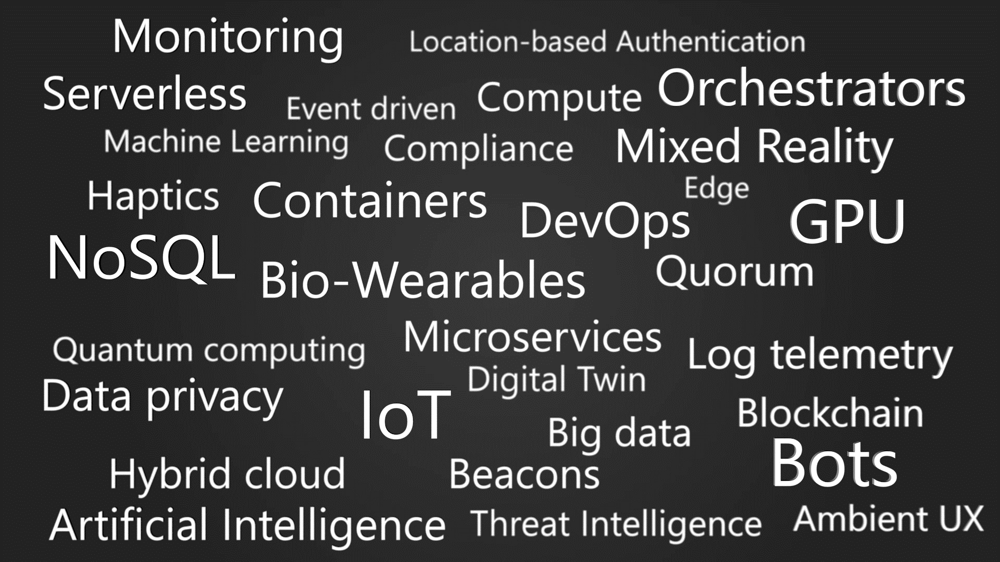 Monitoring
Location-based Authentication
Serverless
Event driven
Compute
Orchestrators
Machine Learning
Compliance
Mixed Reality
Haptics
Containers
DevOps
Edge
GPU
NoSQL
Bio-Wearables
Quorum
Quantum computing
Microservices
Log telemetry
Data privacy
IoT
Digital Twin
Big data
Blockchain
Hybrid cloud
Beacons
Bots
Artificial Intelligence
Threat Intelligence
Ambient UX